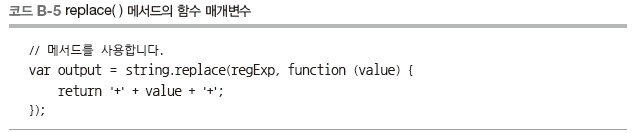 코드 B-5 replace( ) 메서드의 함수 매개변수
// 메서드를 사용합니다.
var output = string.replace(regExp, function (value) {
    return '+' + value + '+';
});